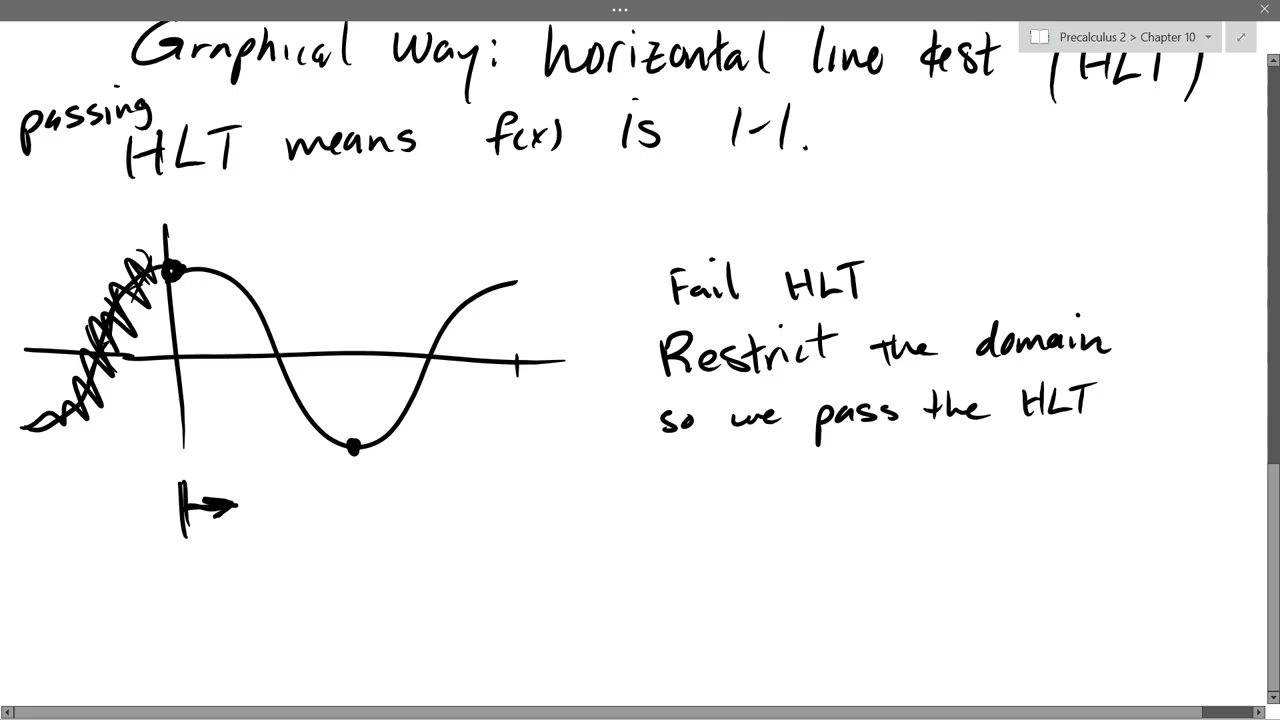 Graphical Way: horizontal line test (HLT)
Precalculus 2 > Chapter 10
passing
HLT means f(x) is 1-1.
Fail HLT
Restrict the domain
so we pass the HLT